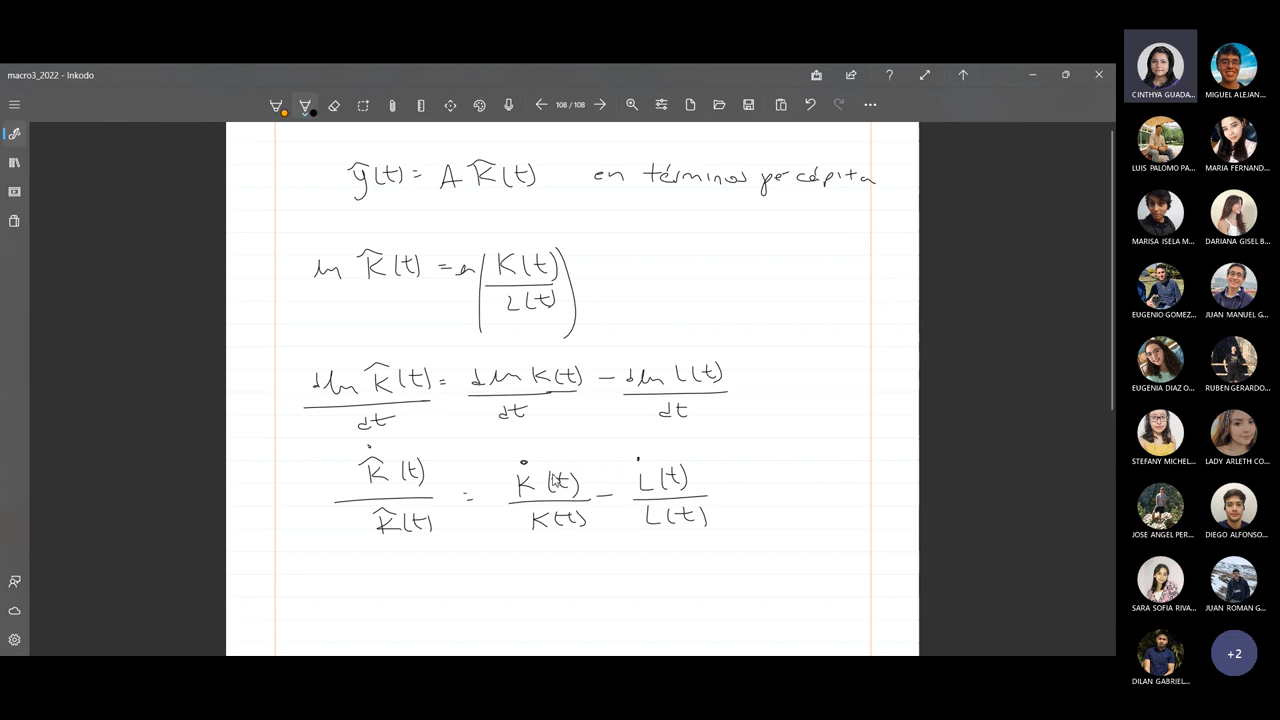 macro3_2022 - Inkodo
108 / 108
ŷ(t) = A k̂(t) en términos per cápita
ln k̂(t) = ln (K(t) / L(t))
d ln k̂(t) / dt = d ln K(t) / dt - d ln L(t) / dt
k̂̇(t) / k̂(t) = K̇(t) / K(t) - L̇(t) / L(t)
CINTHYA GUADA...
MIGUEL ALEJAN...
LUIS PALOMO PA...
MARIA FERNAND...
MARISA ISELA M...
DARIANA GISEL B...
EUGENIO GOMEZ...
JUAN MANUEL G...
EUGENIA DIAZ O...
RUBEN GERARDO...
STEFANY MICHEL...
LADY ARLETH CO...
JOSE ANGEL PER...
DIEGO ALFONSO...
SARA SOFIA RIVA...
JUAN ROMAN G...
DILAN GABRIEL...
+2